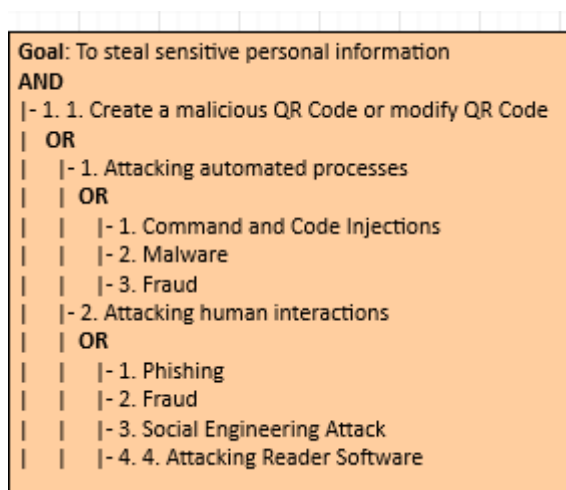 Goal: To steal sensitive personal information
AND
|- 1. 1. Create a malicious QR Code or modify QR Code
| OR
| |- 1. Attacking automated processes
| | OR
| | |- 1. Command and Code Injections
| | |- 2. Malware
| | |- 3. Fraud
| |- 2. Attacking human interactions
| | OR
| | |- 1. Phishing
| | |- 2. Fraud
| | |- 3. Social Engineering Attack
| | |- 4. 4. Attacking Reader Software